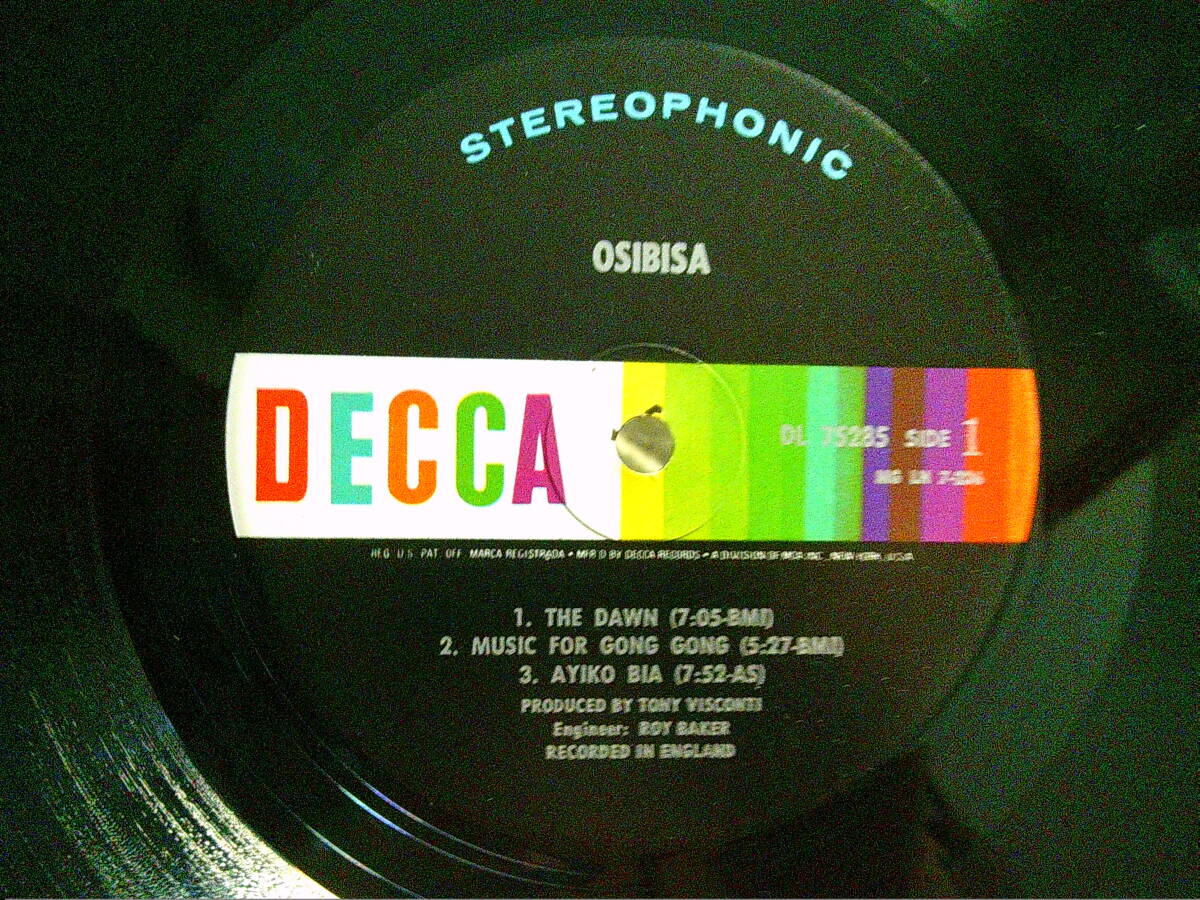 STEREOPHONIC
OSIBISA
DECCA
DL 75285 SIDE 1
REG. U.S. PAT. OFF. MARCA REGISTRADA • MFR'D BY DECCA RECORDS • A DIVISION OF MCA INC., NEW YORK, U.S.A.
1. THE DAWN (7:05-BMI)
2. MUSIC FOR GONG GONG (5:27-BMI)
3. AYIKO BIA (7:52-AS)
PRODUCED BY TONY VISCONTI
Engineer: ROY BAKER
RECORDED IN ENGLAND